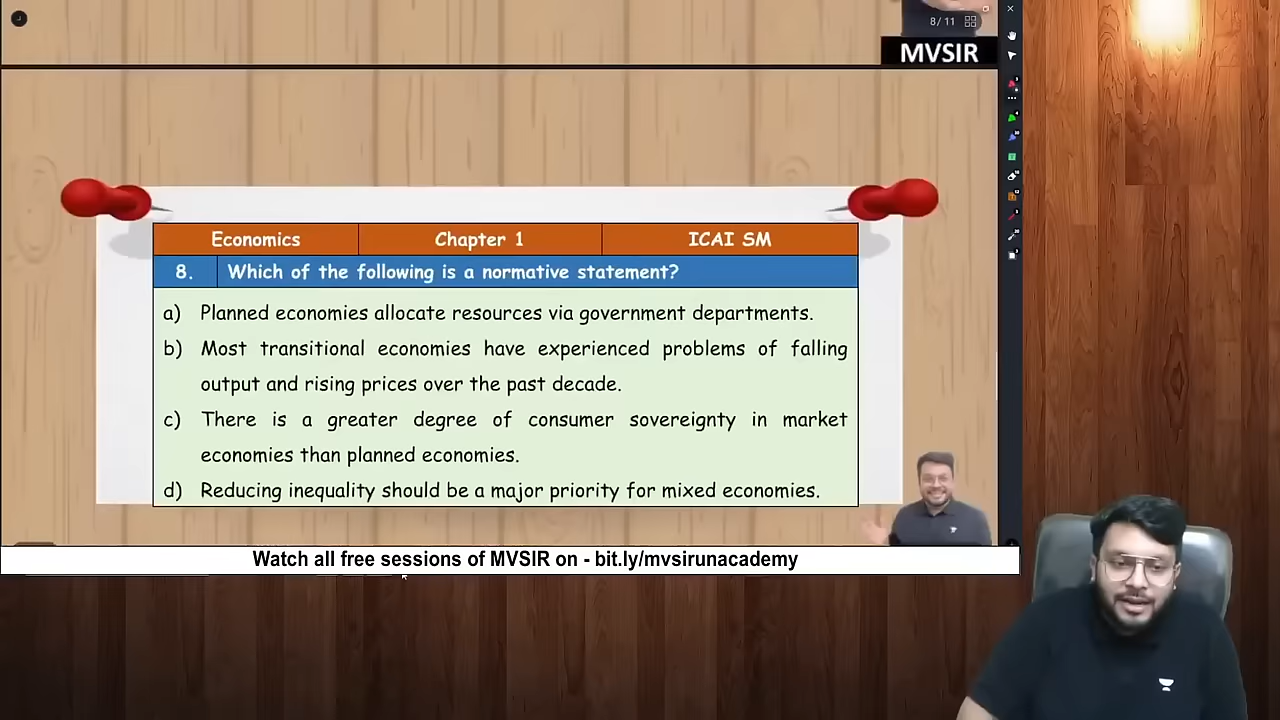 8 / 11
MVSIR
Economics Chapter 1 ICAI SM
8. Which of the following is a normative statement?
a) Planned economies allocate resources via government departments.
b) Most transitional economies have experienced problems of falling
output and rising prices over the past decade.
c) There is a greater degree of consumer sovereignty in market
economies than planned economies.
d) Reducing inequality should be a major priority for mixed economies.
Watch all free sessions of MVSIR on - bit.ly/mvsirunacademy